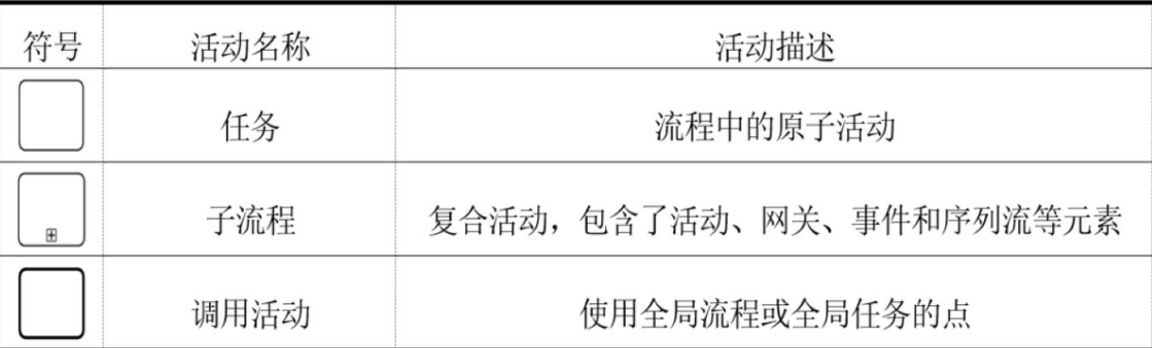 符号 活动名称 活动描述
任务 流程中的原子活动
子流程 复合活动，包含了活动、网关、事件和序列流等元素
调用活动 使用全局流程或全局任务的点